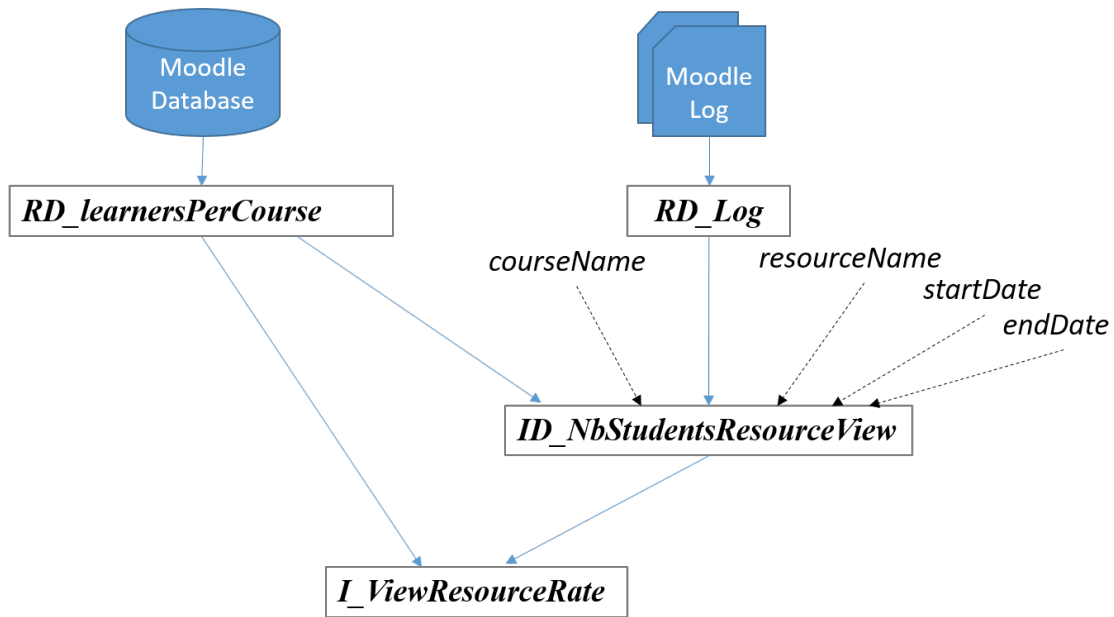 Moodle
Database
Moodle
Log
RD_learnersPerCourse
RD_Log
courseName
resourceName
startDate
endDate
ID_NbStudentsResourceView
I_ViewResourceRate